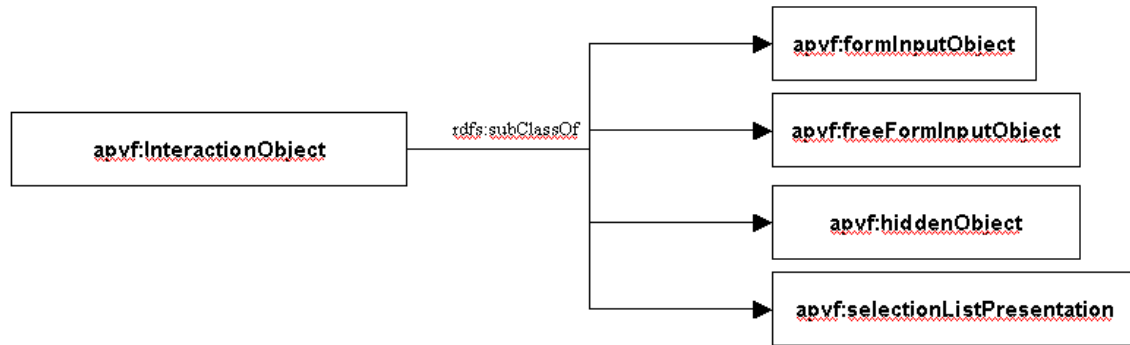 apvf:formInputObject
apvf:InteractionObject
rdfs:subClassOf
apvf:freeFormInputObject
apvf:hiddenObject
apvf:selectionListPresentation